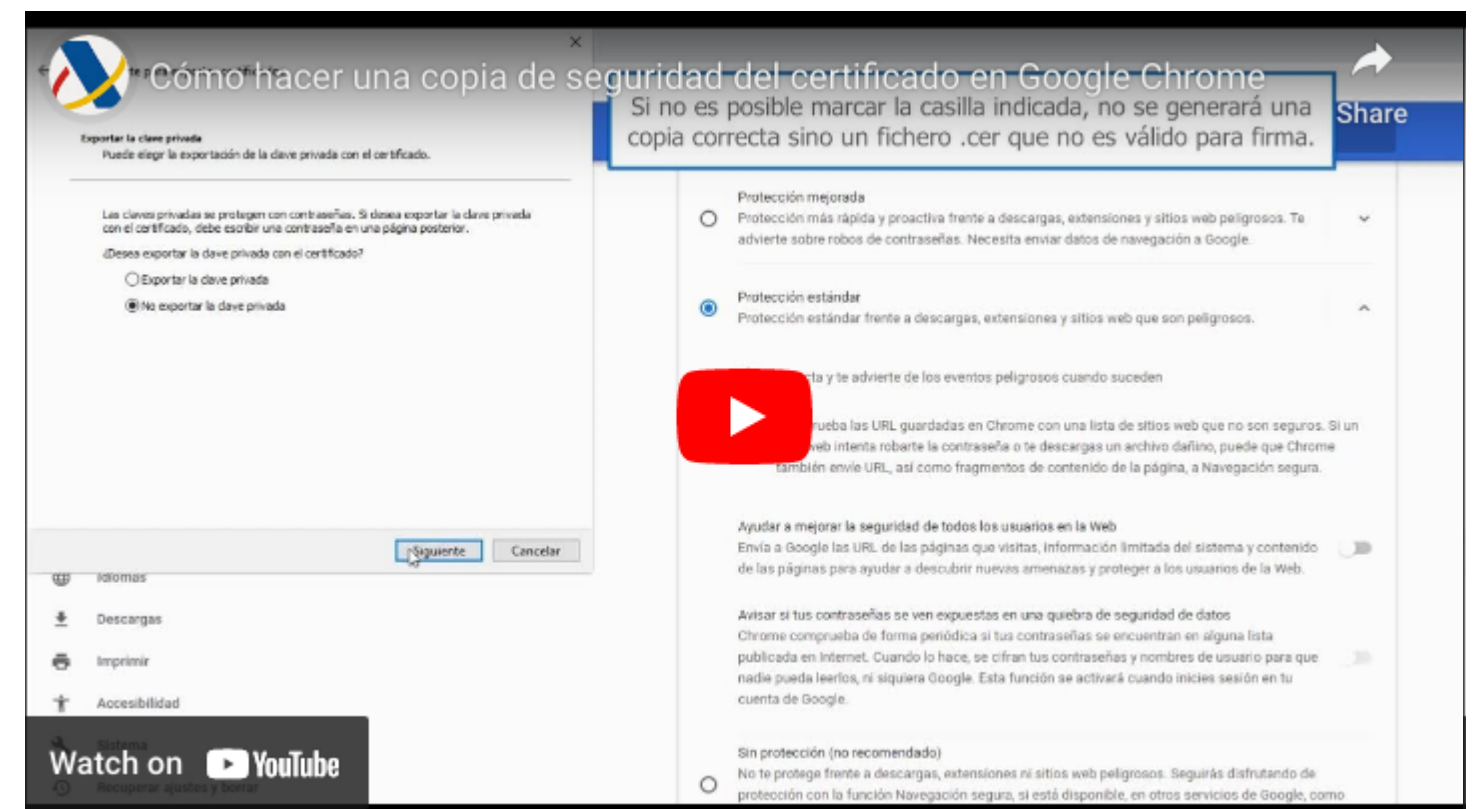 Cómo hacer una copia de seguridad del certificado en Google Chrome
Share
Si no es posible marcar la casilla indicada, no se generará una
copia correcta sino un fichero .cer que no es válido para firma.
Exportar la clave privada
Puede elegir la exportación de la clave privada con el certificado.
Las claves privadas se protegen con contraseñas. Si desea exportar la clave privada
con el certificado, debe escribir una contraseña en una página posterior.
¿Desea exportar la clave privada con el certificado?
Exportar la clave privada
No exportar la clave privada
Siguiente
Cancelar
Idiomas
Descargas
Imprimir
Accesibilidad
Sistema
Recuperar ajustes y borrar
Watch on YouTube
Protección mejorada
Protección más rápida y proactiva frente a descargas, extensiones y sitios web peligrosos. Te
advierte sobre robos de contraseñas. Necesita enviar datos de navegación a Google.
Protección estándar
Protección estándar frente a descargas, extensiones y sitios web que son peligrosos.
y te advierte de los eventos peligrosos cuando suceden
las URL guardadas en Chrome con una lista de sitios web que no son seguros. Si un
web intenta robarte la contraseña o te descargas un archivo dañino, puede que Chrome
también envíe URL, así como fragmentos de contenido de la página, a Navegación segura.
Ayudar a mejorar la seguridad de todos los usuarios en la Web
Envía a Google las URL de las páginas que visitas, información limitada del sistema y contenido
de las páginas para ayudar a descubrir nuevas amenazas y proteger a los usuarios de la Web.
Avisar si tus contraseñas se ven expuestas en una quiebra de seguridad de datos
Chrome comprueba de forma periódica si tus contraseñas se encuentran en alguna lista
publicada en Internet. Cuando lo hace, se cifran tus contraseñas y nombres de usuario para que
nadie pueda leerlos, ni siquiera Google. Esta función se activará cuando inicies sesión en tu
cuenta de Google.
Sin protección (no recomendado)
No te protege frente a descargas, extensiones ni sitios web peligrosos. Seguirás disfrutando de
protección con la función Navegación segura, si está disponible, en otros servicios de Google, como